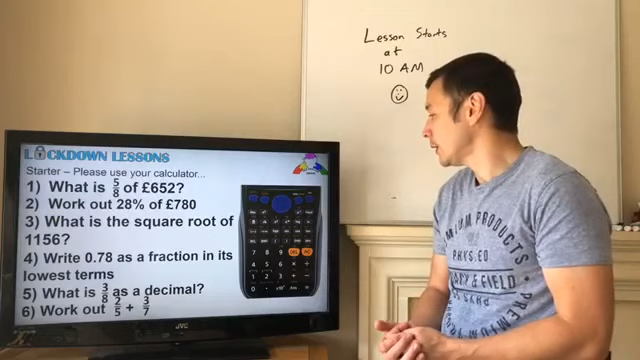 Lesson Starts
at
10 AM
LOCKDOWN LESSONS
Starter – Please use your calculator...
1) What is 5/8 of £652?
2) Work out 28% of £780
3) What is the square root of
1156?
4) Write 0.78 as a fraction in its
lowest terms
5) What is 3/8 as a decimal?
6) Work out 2/5 + 3/7
JVC
PRODUCTS
PHYS.ED
& FIELD